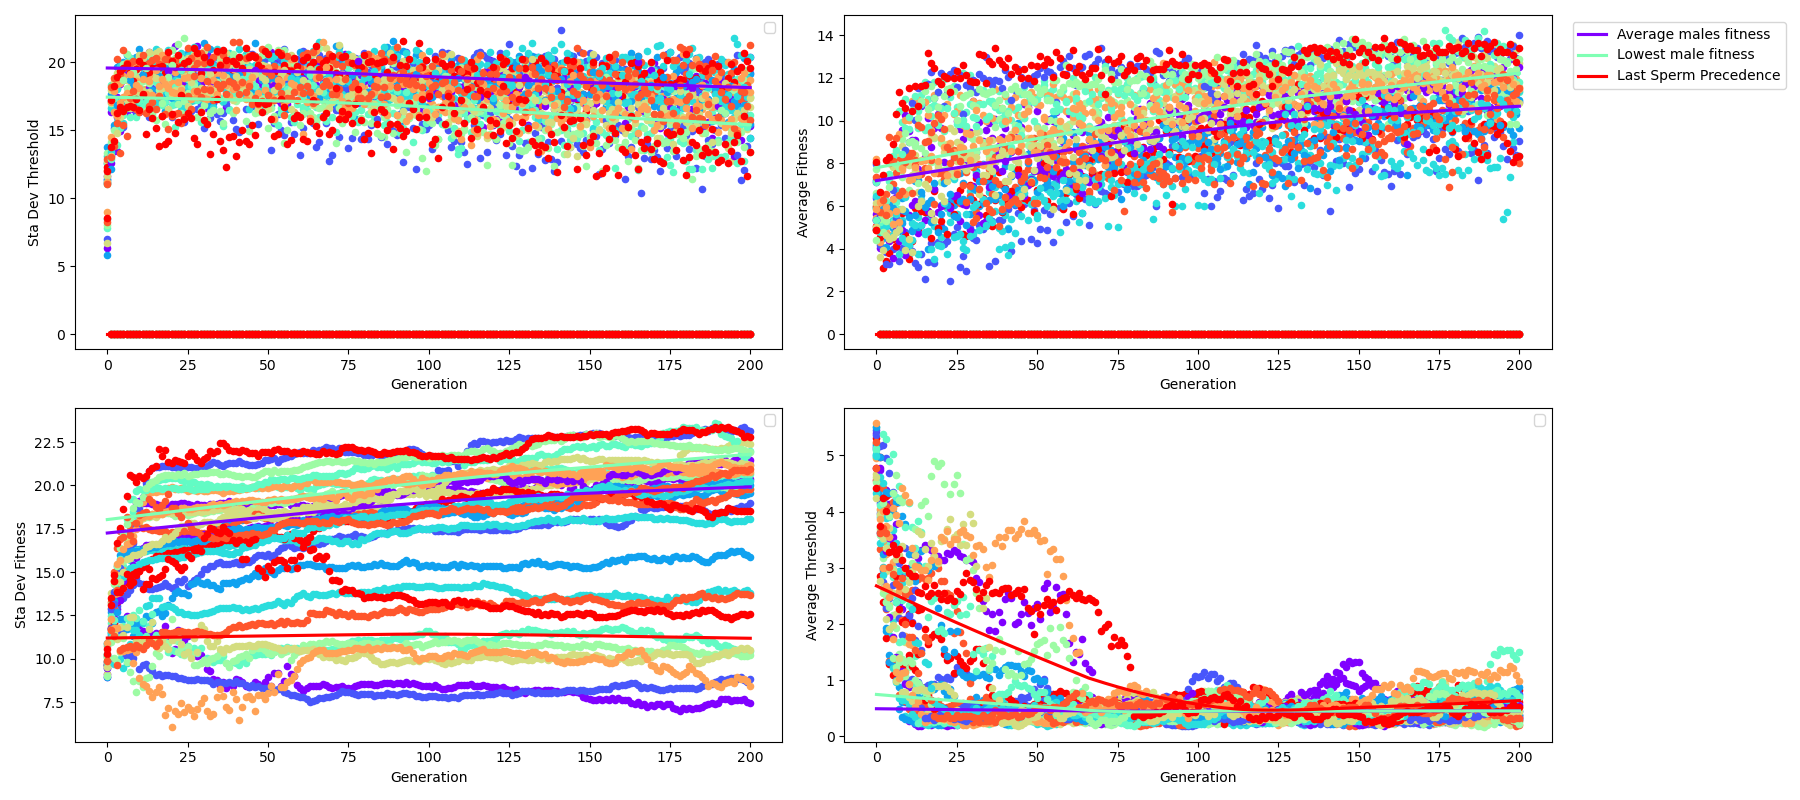 20
15
10
5
0
Sta Dev Threshold
0 25 50 75 100 125 150 175 200
Generation
14
12
10
8
6
4
2
0
Average Fitness
0 25 50 75 100 125 150 175 200
Generation
Average males fitness
Lowest male fitness
Last Sperm Precedence
22.5
20.0
17.5
15.0
12.5
10.0
7.5
Sta Dev Fitness
0 25 50 75 100 125 150 175 200
Generation
5
4
3
2
1
0
Average Threshold
0 25 50 75 100 125 150 175 200
Generation